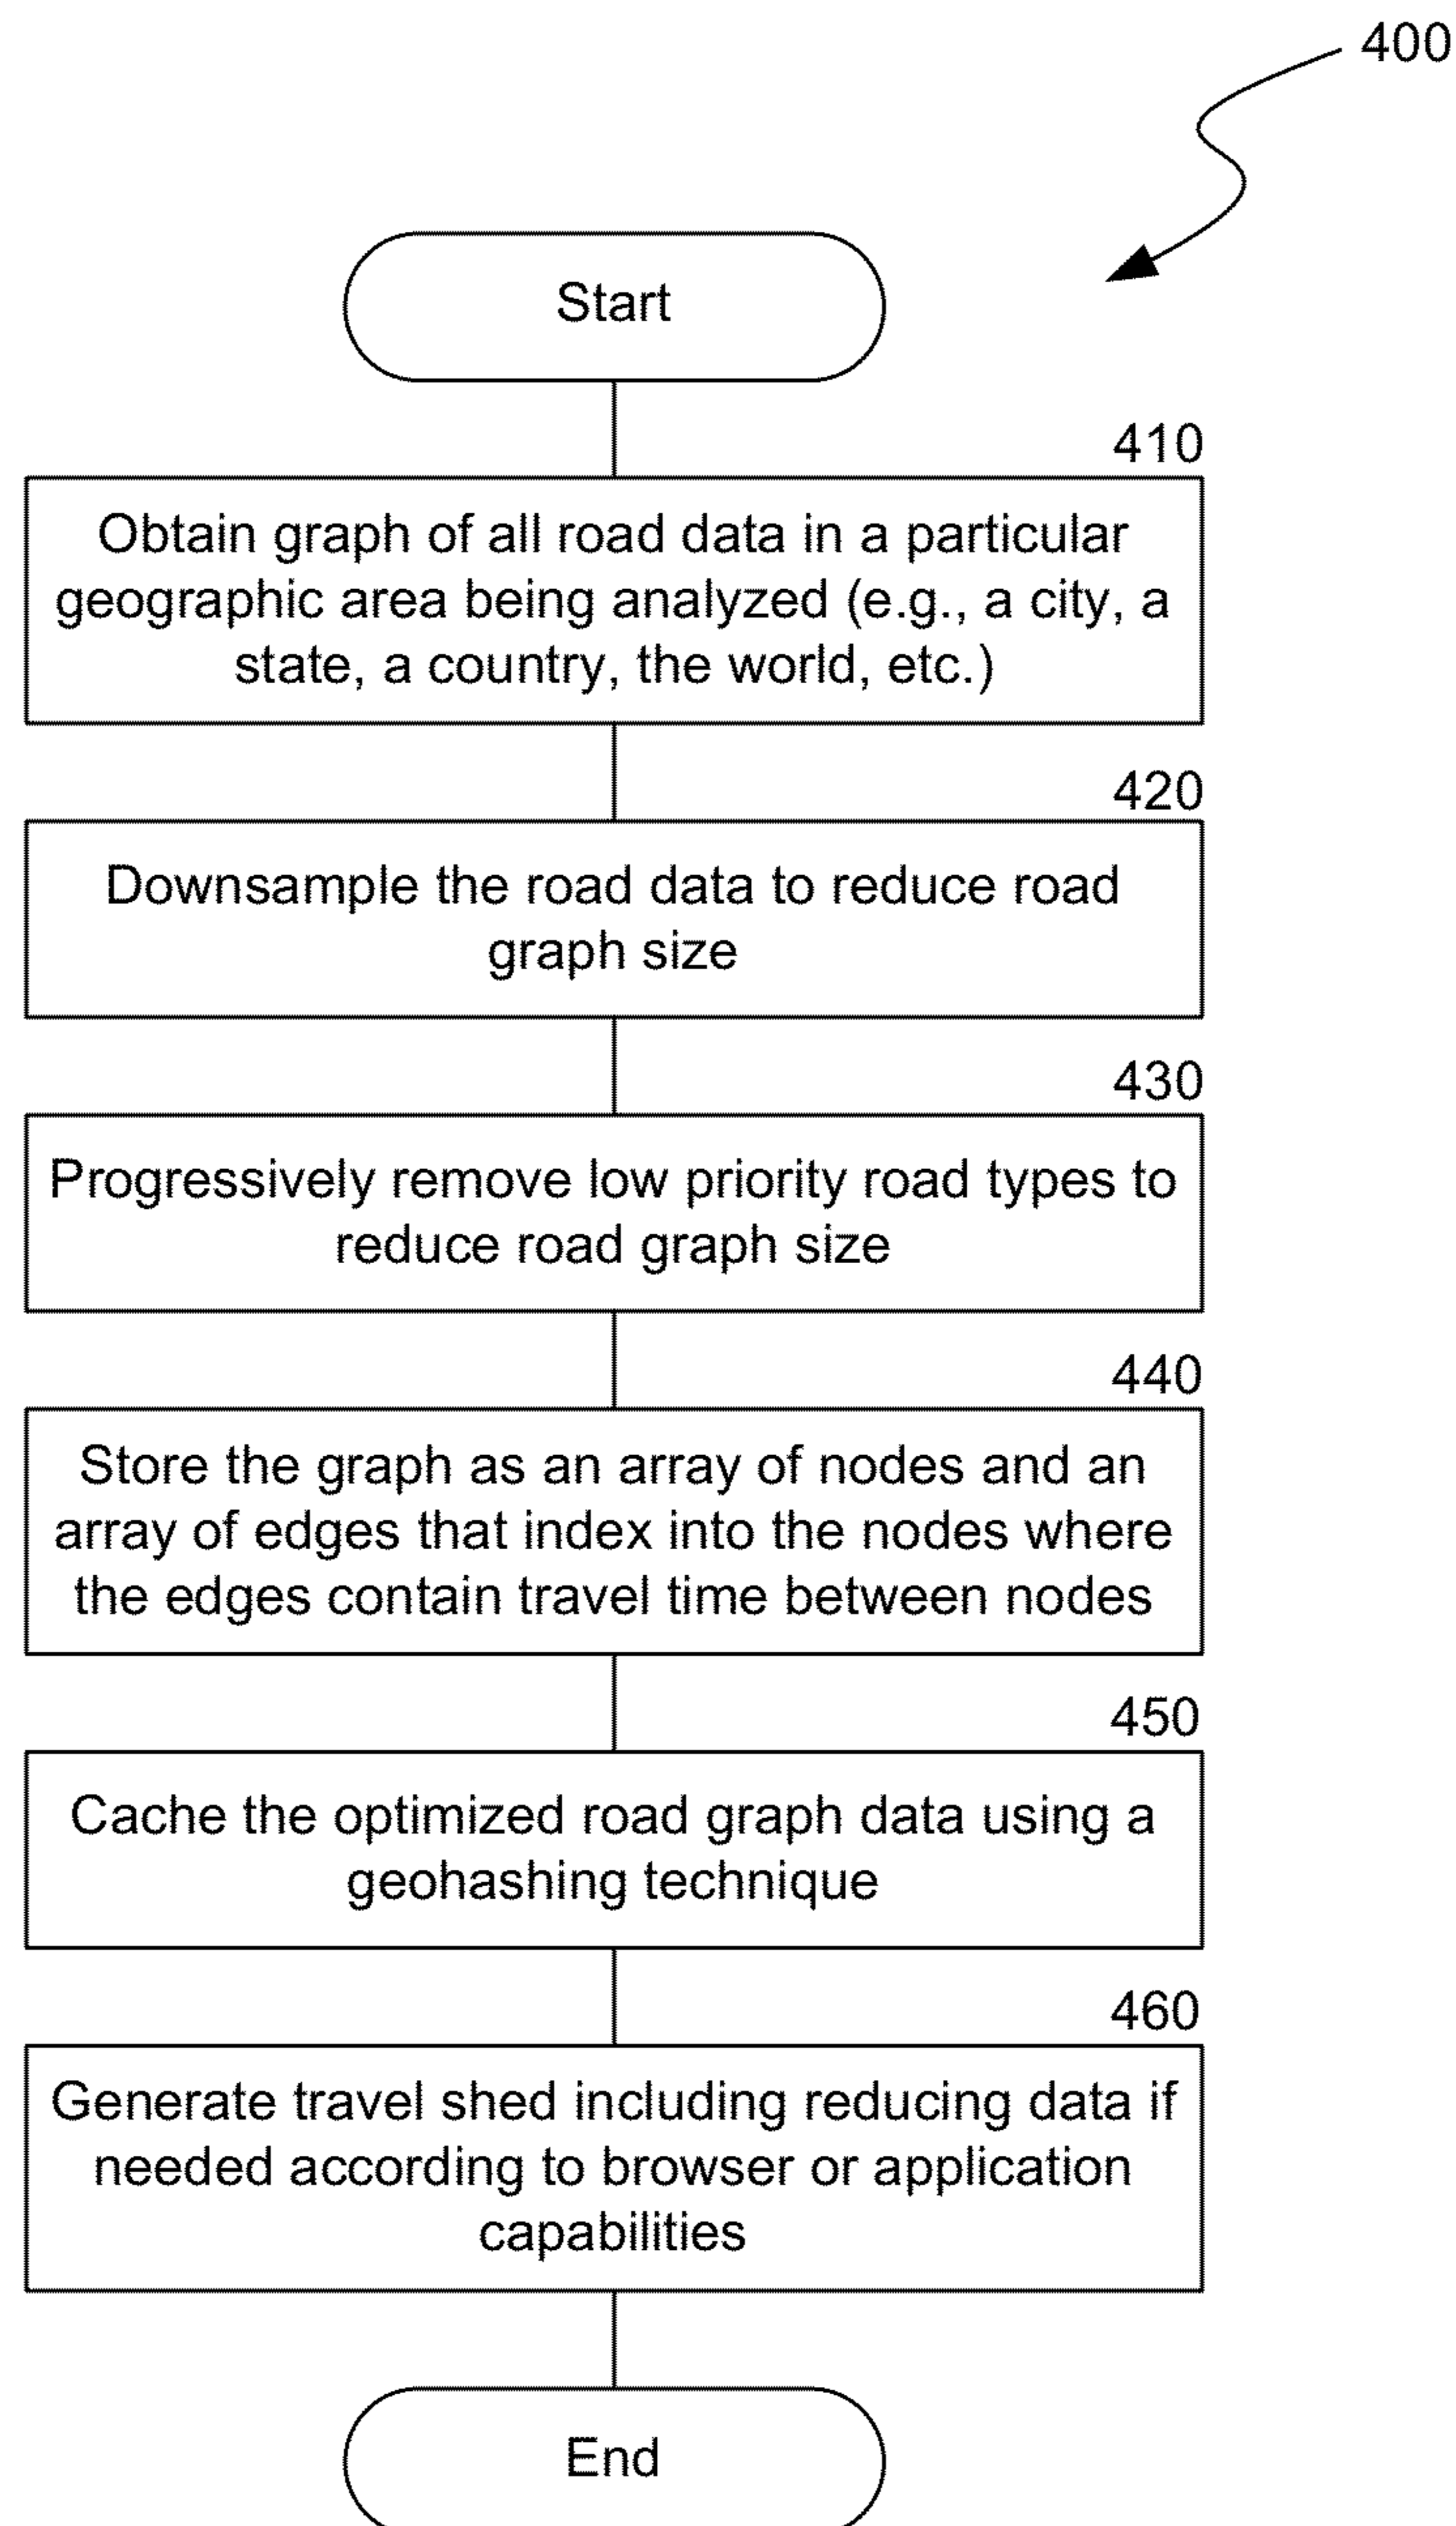 400
Start
410
Obtain graph of all road data in a particular
geographic area being analyzed (e.g., a city, a
state, a country, the world, etc.)
420
Downsample the road data to reduce road
graph size
430
Progressively remove low priority road types to
reduce road graph size
440
Store the graph as an array of nodes and an
array of edges that index into the nodes where
the edges contain travel time between nodes
450
Cache the optimized road graph data using a
geohashing technique
460
Generate travel shed including reducing data if
needed according to browser or application
capabilities
End